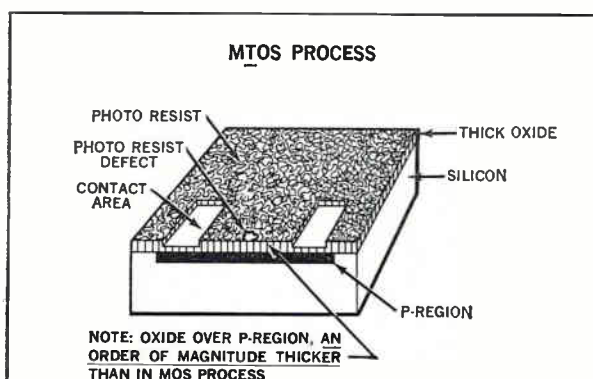 MTOS PROCESS
PHOTO RESIST
PHOTO RESIST
DEFECT
CONTACT
AREA
THICK OXIDE
SILICON
P-REGION
NOTE: OXIDE OVER P-REGION, AN
ORDER OF MAGNITUDE THICKER
THAN IN MOS PROCESS